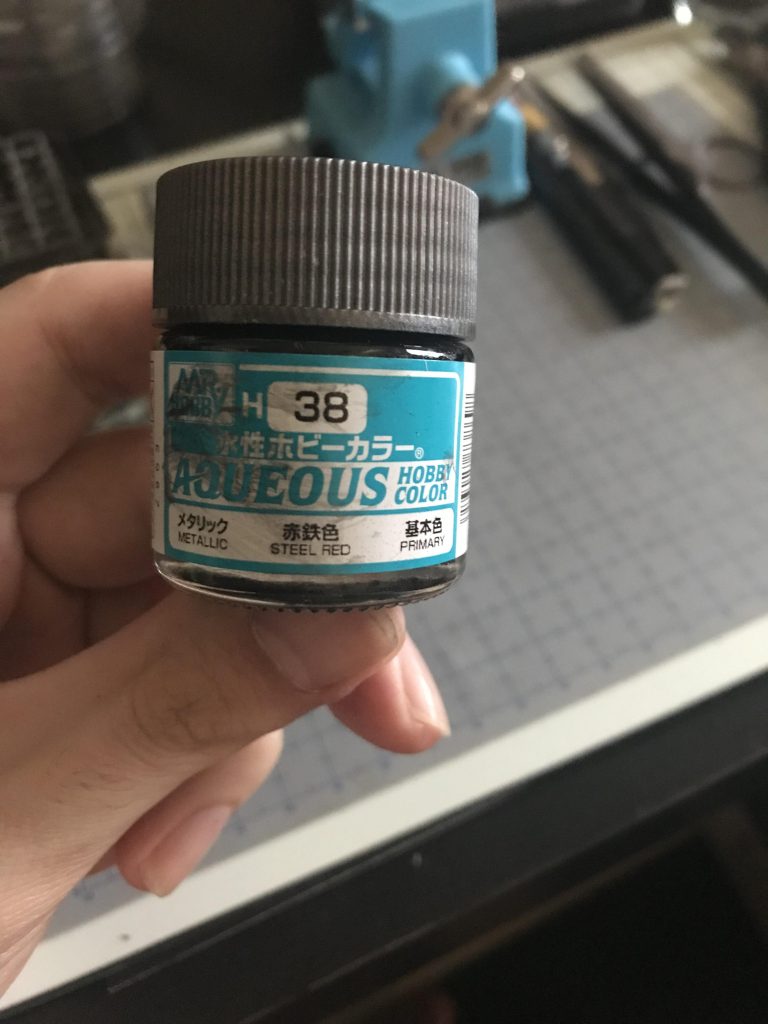 H 38
水性ホビーカラー®
AQUEOUS HOBBY COLOR
メタリック 赤鉄色 基本色
METALLIC STEEL RED PRIMARY